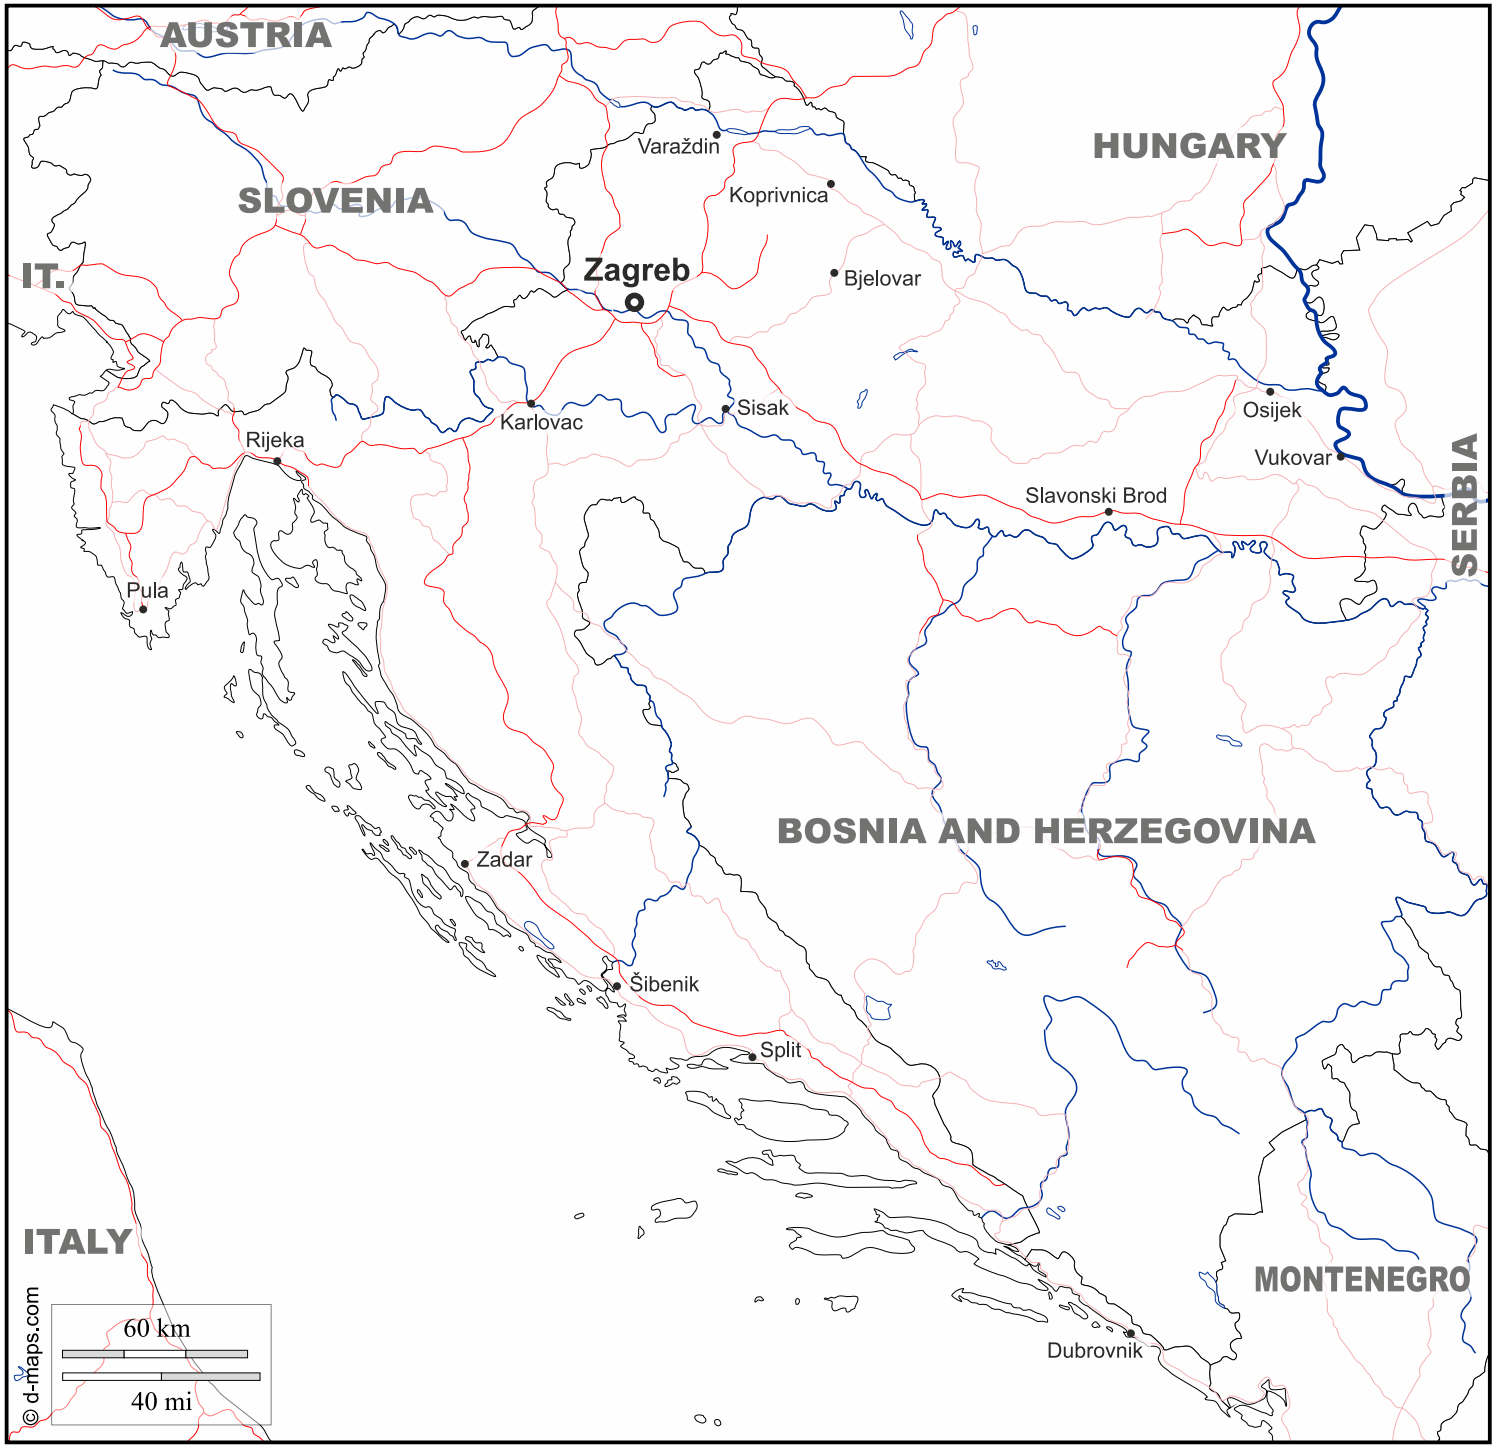 AUSTRIA
HUNGARY
Varaždin
Koprivnica
SLOVENIA
IT.
Zagreb
Bjelovar
Osijek
Sisak
Karlovac
Rijeka
Vukovar
SERBIA
Slavonski Brod
Pula
BOSNIA AND HERZEGOVINA
Zadar
Šibenik
Split
ITALY
MONTENEGRO
Dubrovnik
60 km
40 mi
© d-maps.com